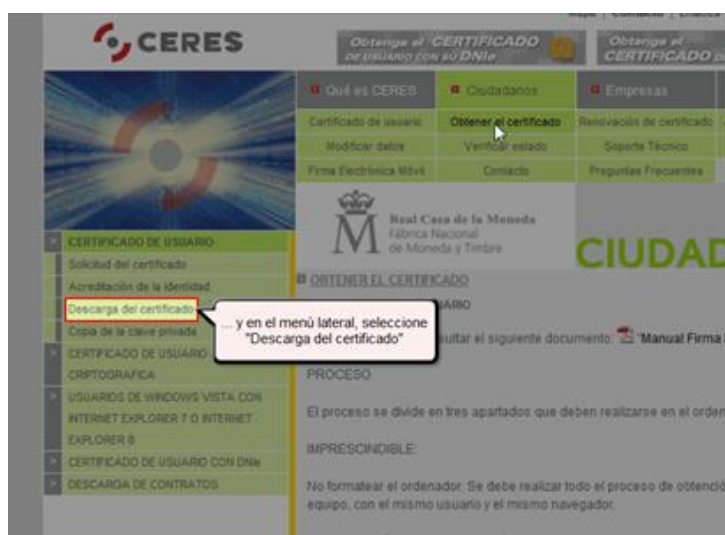 Contacto
CERES
Obtenga el CERTIFICADO
DE USUARIO CON SU DNIe
Obtenga el
CERTIFICADO
Qué es CERES
Ciudadanos
Empresas
Certificado de usuario
Obtener el certificado
Renovación de certificado
Modificar datos
Verificar estado
Soporte Técnico
Firma Electrónica Móvil
Contacto
Preguntas Frecuentes
M
Real Casa de la Moneda
Fábrica Nacional
de Moneda y Timbre
CIUDAD
CERTIFICADO DE USUARIO
Solicitud del certificado
Acreditación de la identidad
Descarga del certificado
Copia de la clave privada
CERTIFICADO DE USUARIO
CRIPTOGRAFICA
USUARIOS DE WINDOWS VISTA CON
INTERNET EXPLORER 7 O INTERNET
EXPLORER 8
CERTIFICADO DE USUARIO CON DNIe
DESCARGA DE CONTRATOS
... y en el menú lateral, seleccione
"Descarga del certificado"
OBTENER EL CERTIFICADO
el siguiente documento: "Manual Firma
PROCESO
El proceso se divide en tres apartados que deben realizarse en el orden
IMPRESCINDIBLE:
No formatear el ordenador. Se debe realizar todo el proceso de obtenció
equipo, con el mismo usuario y el mismo navegador.